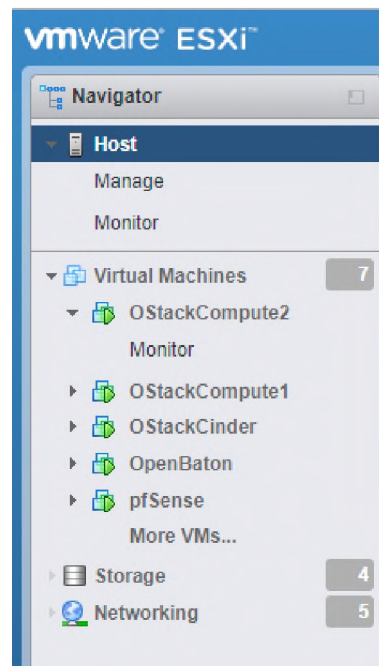 vmware® ESXi™
Navigator
Host
Manage
Monitor
Virtual Machines 7
OStackCompute2
Monitor
OStackCompute1
OStackCinder
OpenBaton
pfSense
More VMs...
Storage 4
Networking 5